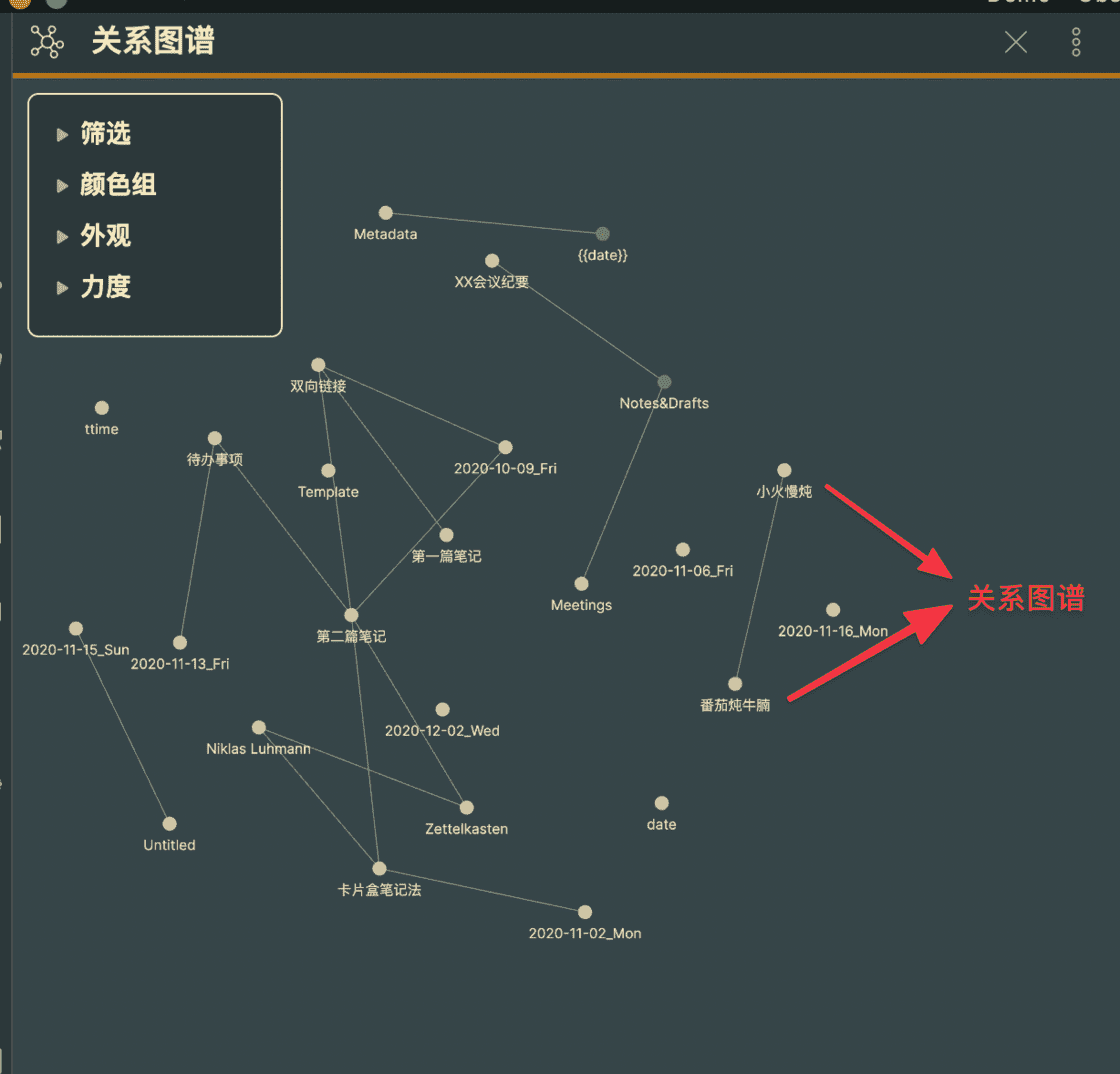 关系图谱
筛选
颜色组
外观
力度
Metadata
{{date}}
XX会议纪要
双向链接
Notes&Drafts
ttime
待办事项
2020-10-09_Fri
Template
小火慢炖
第一篇笔记
2020-11-06_Fri
关系图谱
Meetings
2020-11-16_Mon
第二篇笔记
2020-11-15_Sun
2020-11-13_Fri
番茄炖牛腩
2020-12-02_Wed
Niklas Luhmann
Zettelkasten
date
Untitled
卡片盒笔记法
2020-11-02_Mon